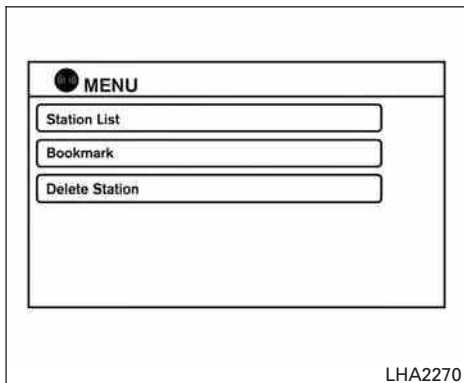 MENU
Station List
Bookmark
Delete Station
LHA2270